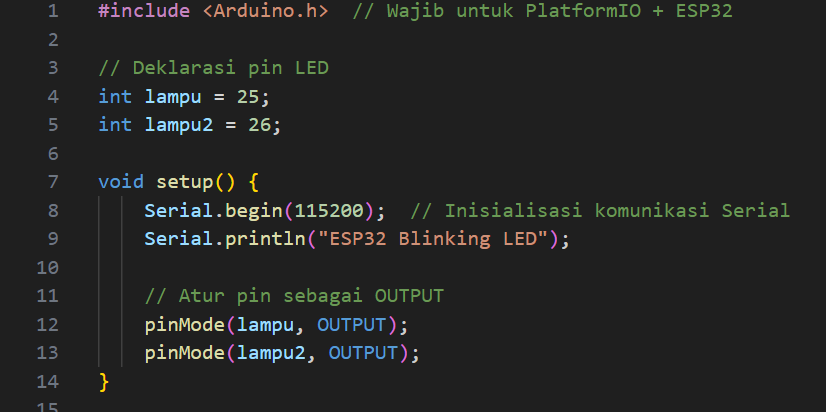 1 #include <Arduino.h>  // Wajib untuk PlatformIO + ESP32
2
3 // Deklarasi pin LED
4 int lampu = 25;
5 int lampu2 = 26;
6
7 void setup() {
8     Serial.begin(115200);  // Inisialisasi komunikasi Serial
9     Serial.println("ESP32 Blinking LED");
10
11     // Atur pin sebagai OUTPUT
12     pinMode(lampu, OUTPUT);
13     pinMode(lampu2, OUTPUT);
14 }
15